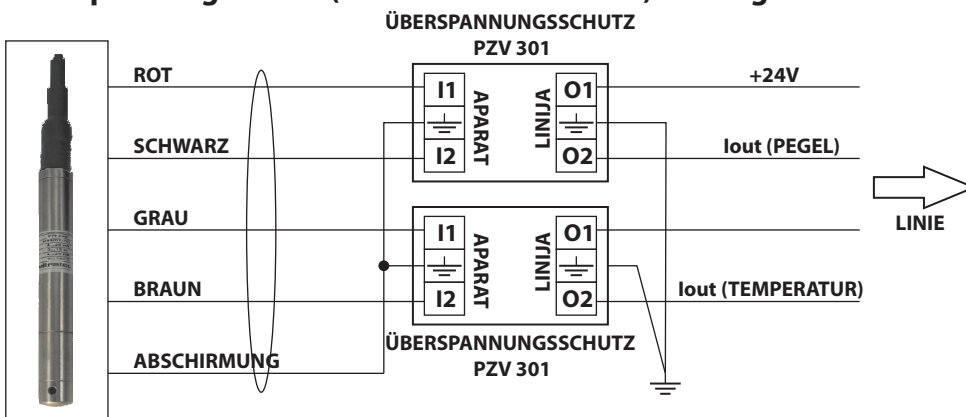 ÜBERSPANNUNGSSCHUTZ
PZV 301
ROT
I1
APARAT
LINIJA
O1
+24V
SCHWARZ
I2
O2
Iout (PEGEL)
LINIE
GRAU
I1
APARAT
LINIJA
O1
BRAUN
I2
O2
Iout (TEMPERATUR)
ABSCHIRMUNG
ÜBERSPANNUNGSSCHUTZ
PZV 301